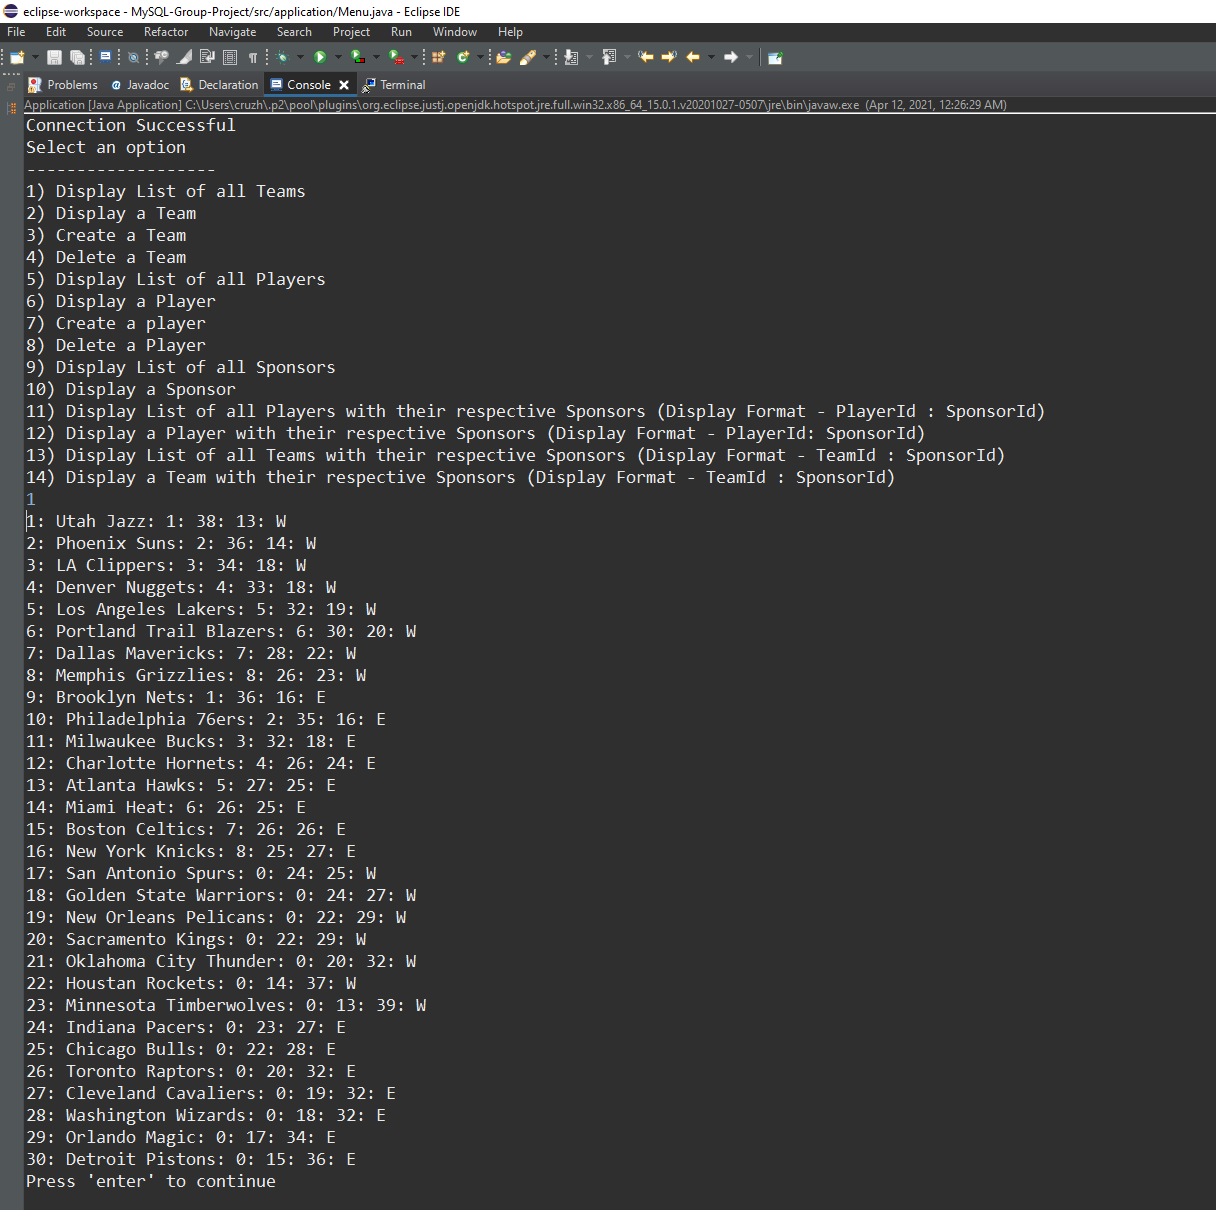 eclipse-workspace - MySQL-Group-Project/src/application/Menu.java - Eclipse IDE
File Edit Source Refactor Navigate Search Project Run Window Help
Problems Javadoc Declaration Console Terminal
Application [Java Application] C:\Users\cruzh\.p2\pool\plugins\org.eclipse.justj.openjdk.hotspot.jre.full.win32.x86_64_15.0.1.v20201027-0507\jre\bin\javaw.exe (Apr 12, 2021, 12:26:29 AM)
Connection Successful
Select an option
-------------------
1) Display List of all Teams
2) Display a Team
3) Create a Team
4) Delete a Team
5) Display List of all Players
6) Display a Player
7) Create a player
8) Delete a Player
9) Display List of all Sponsors
10) Display a Sponsor
11) Display List of all Players with their respective Sponsors (Display Format - PlayerId : SponsorId)
12) Display a Player with their respective Sponsors (Display Format - PlayerId: SponsorId)
13) Display List of all Teams with their respective Sponsors (Display Format - TeamId : SponsorId)
14) Display a Team with their respective Sponsors (Display Format - TeamId : SponsorId)
1
1: Utah Jazz: 1: 38: 13: W
2: Phoenix Suns: 2: 36: 14: W
3: LA Clippers: 3: 34: 18: W
4: Denver Nuggets: 4: 33: 18: W
5: Los Angeles Lakers: 5: 32: 19: W
6: Portland Trail Blazers: 6: 30: 20: W
7: Dallas Mavericks: 7: 28: 22: W
8: Memphis Grizzlies: 8: 26: 23: W
9: Brooklyn Nets: 1: 36: 16: E
10: Philadelphia 76ers: 2: 35: 16: E
11: Milwaukee Bucks: 3: 32: 18: E
12: Charlotte Hornets: 4: 26: 24: E
13: Atlanta Hawks: 5: 27: 25: E
14: Miami Heat: 6: 26: 25: E
15: Boston Celtics: 7: 26: 26: E
16: New York Knicks: 8: 25: 27: E
17: San Antonio Spurs: 0: 24: 25: W
18: Golden State Warriors: 0: 24: 27: W
19: New Orleans Pelicans: 0: 22: 29: W
20: Sacramento Kings: 0: 22: 29: W
21: Oklahoma City Thunder: 0: 20: 32: W
22: Houstan Rockets: 0: 14: 37: W
23: Minnesota Timberwolves: 0: 13: 39: W
24: Indiana Pacers: 0: 23: 27: E
25: Chicago Bulls: 0: 22: 28: E
26: Toronto Raptors: 0: 20: 32: E
27: Cleveland Cavaliers: 0: 19: 32: E
28: Washington Wizards: 0: 18: 32: E
29: Orlando Magic: 0: 17: 34: E
30: Detroit Pistons: 0: 15: 36: E
Press 'enter' to continue